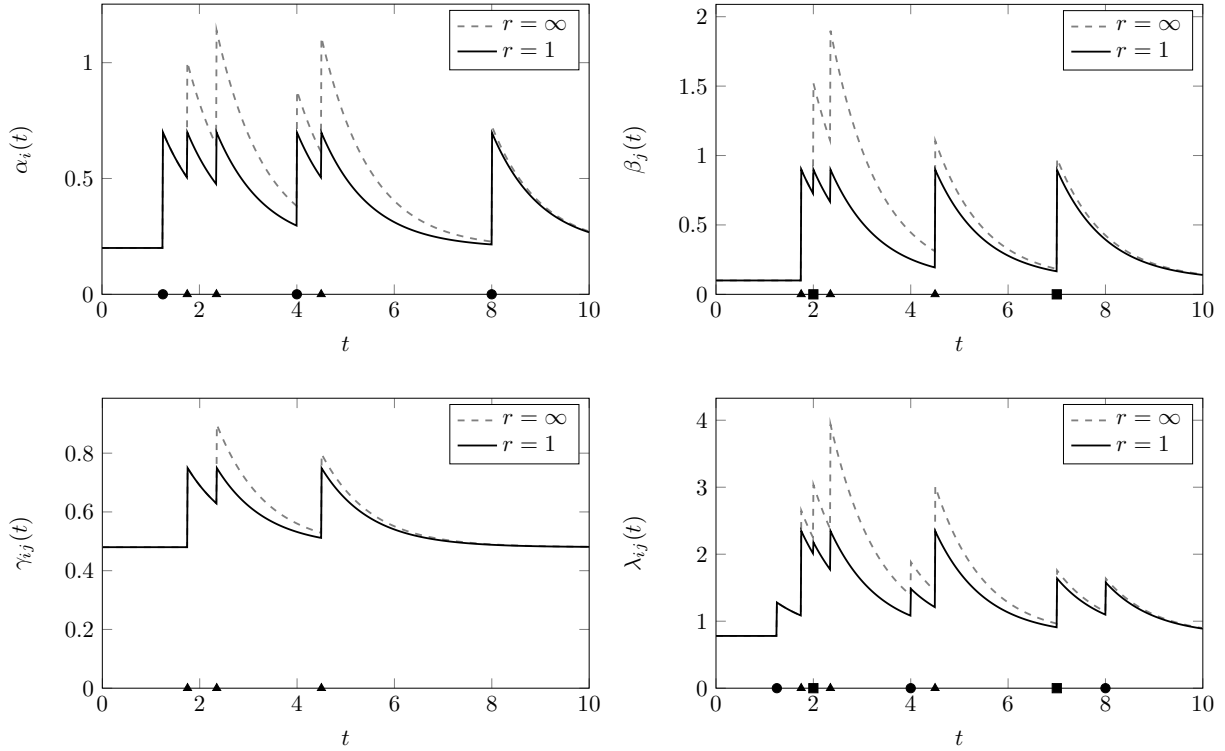 α_i(t)
1
0.5
0
r = ∞
r = 1
0 2 4 6 8 10
t
β_j(t)
2
1.5
1
0.5
0
r = ∞
r = 1
0 2 4 6 8 10
t
γ_ij(t)
0.8
0.6
0.4
0.2
0
r = ∞
r = 1
0 2 4 6 8 10
t
λ_ij(t)
4
3
2
1
0
r = ∞
r = 1
0 2 4 6 8 10
t